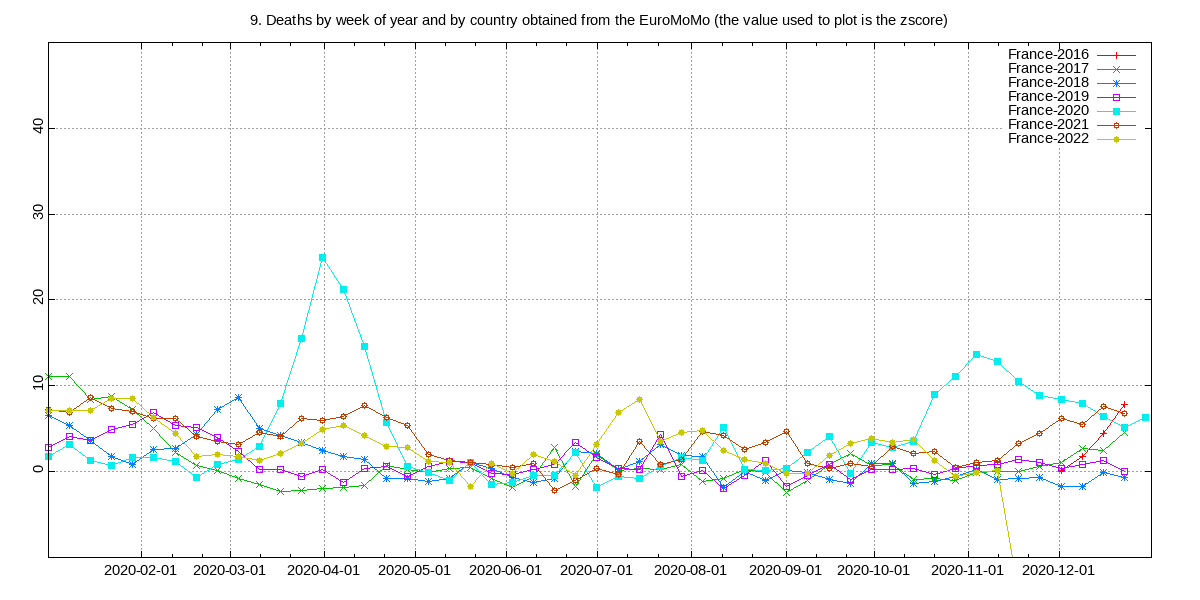 9. Deaths by week of year and by country obtained from the EuroMoMo (the value used to plot is the zscore)
France-2016
France-2017
France-2018
France-2019
France-2020
France-2021
France-2022
40
30
20
10
0
2020-02-01 2020-03-01 2020-04-01 2020-05-01 2020-06-01 2020-07-01 2020-08-01 2020-09-01 2020-10-01 2020-11-01 2020-12-01